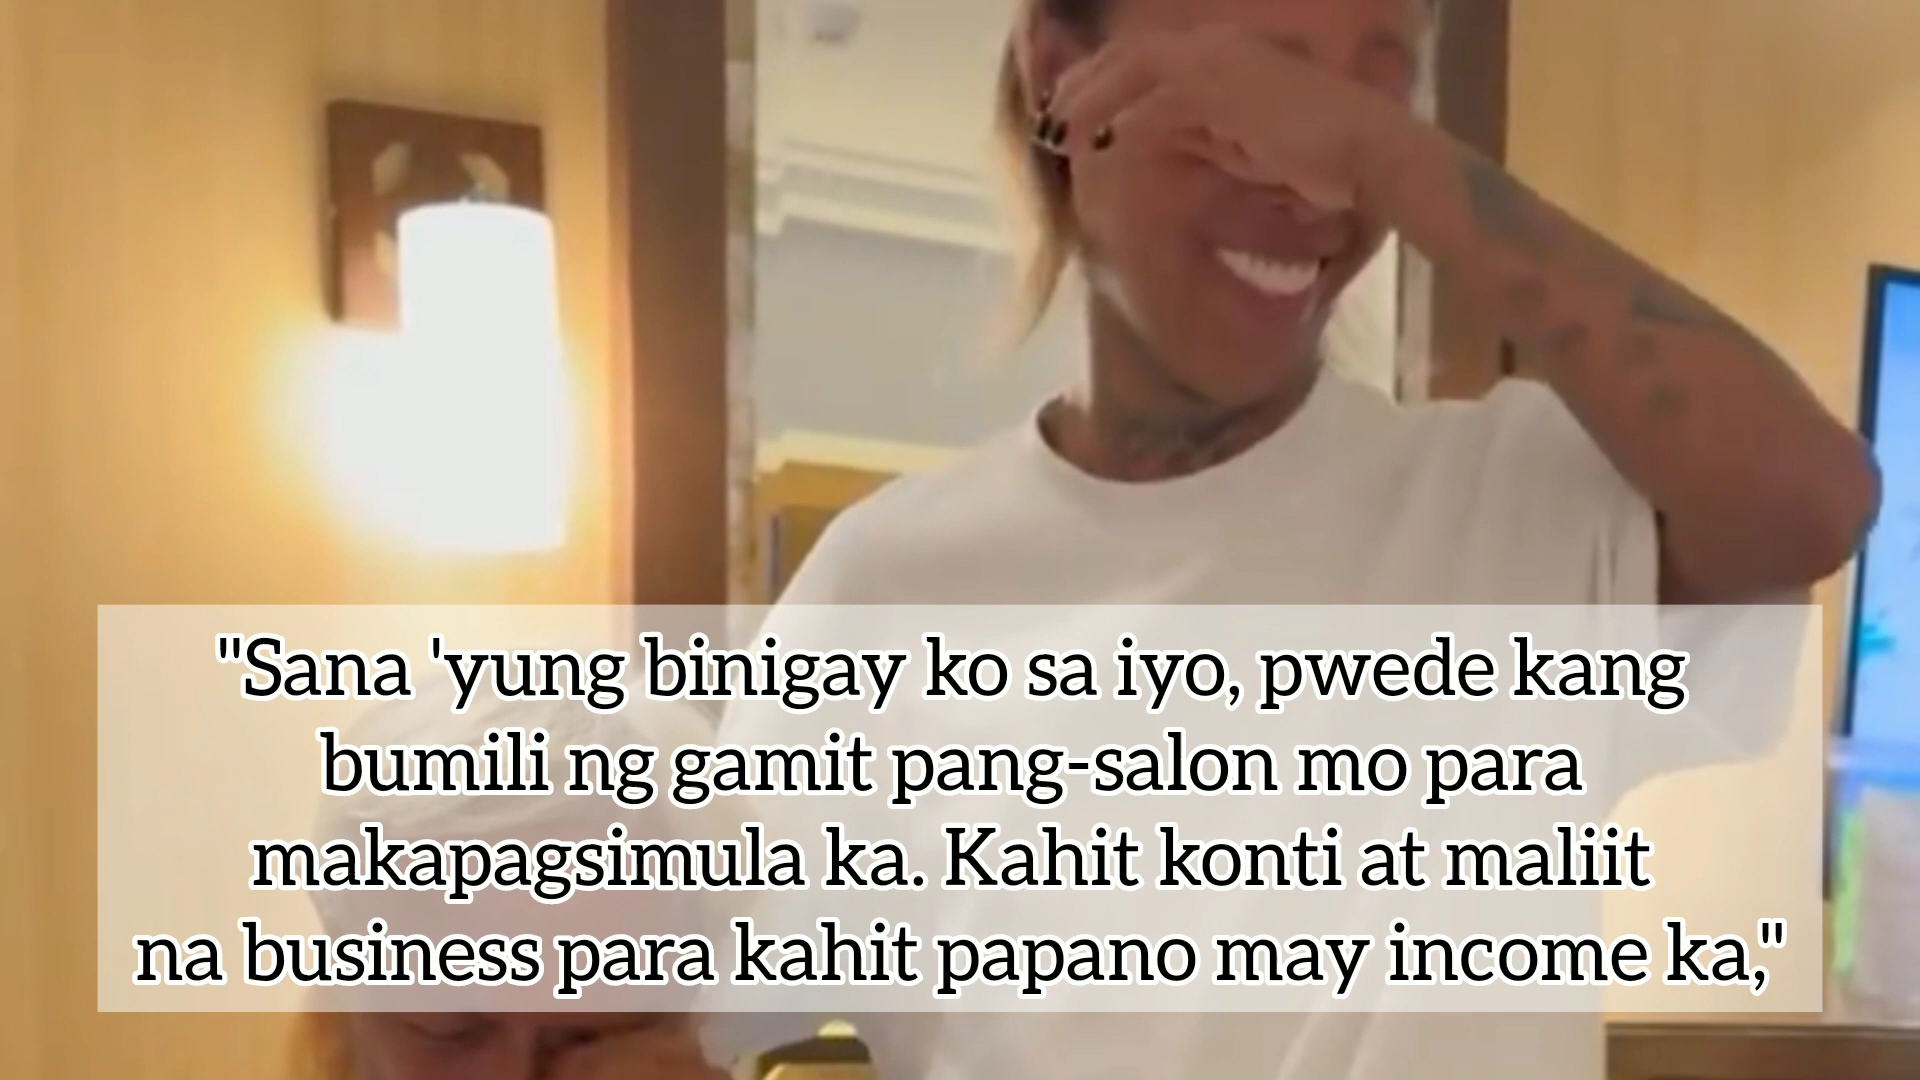 "Sana 'yung binigay ko sa iyo, pwede kang
bumili ng gamit pang-salon mo para
makapagsimula ka. Kahit konti at maliit
na business para kahit papano may income ka,"